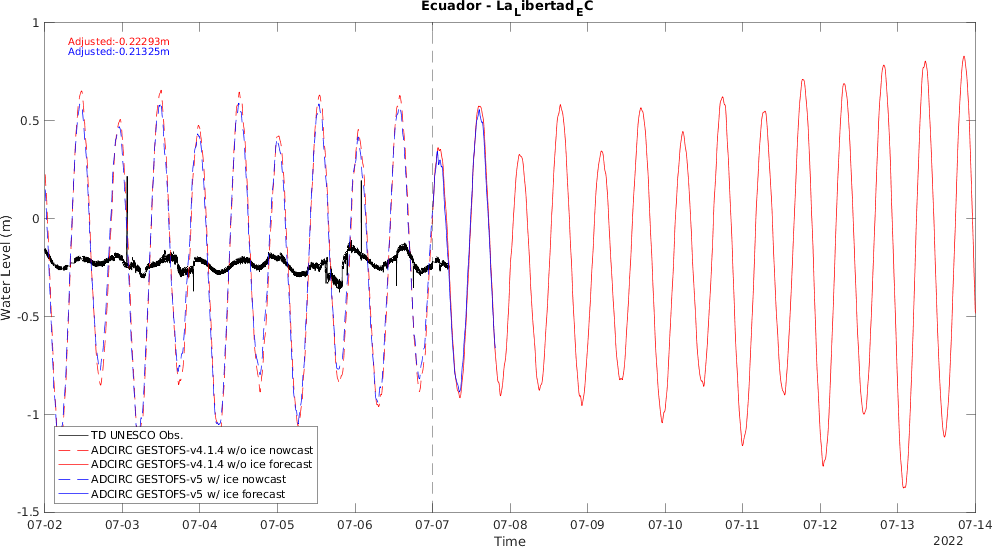 Ecuador - LaLibertadEC
Adjusted:-0.22293m
Adjusted:-0.21325m
1
0.5
0
-0.5
-1
-1.5
Water Level (m)
TD UNESCO Obs.
ADCIRC GESTOFS-v4.1.4 w/o ice nowcast
ADCIRC GESTOFS-v4.1.4 w/o ice forecast
ADCIRC GESTOFS-v5 w/ ice nowcast
ADCIRC GESTOFS-v5 w/ ice forecast
07-02 07-03 07-04 07-05 07-06 07-07 07-08 07-09 07-10 07-11 07-12 07-13 07-14
Time
2022